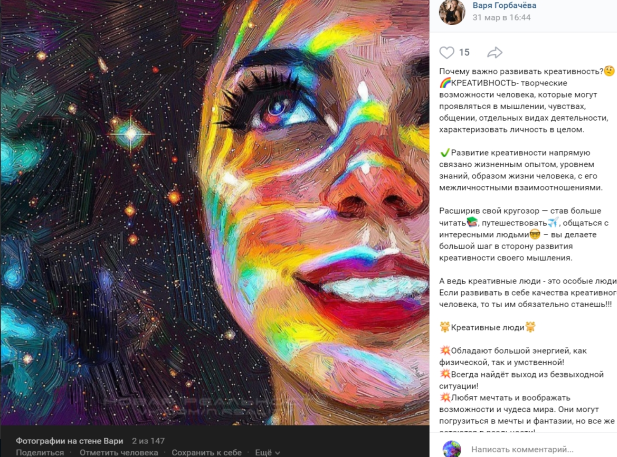 Варя Горбачёва
31 мар в 16:44
15
Почему важно развивать креативность?🤔
🌈КРЕАТИВНОСТЬ- творческие
возможности человека, которые могут
проявляться в мышлении, чувствах,
общении, отдельных видах деятельности,
характеризовать личность в целом.
✔Развитие креативности напрямую
связано жизненным опытом, уровнем
знаний, образом жизни человека, с его
межличностными взаимоотношениями.
Расширив свой кругозор — став больше
читать📚, путешествовать✈, общаться с
интересными людьми🤓 – вы делаете
большой шаг в сторону развития
креативности своего мышления.
А ведь креативные люди - это особые люди
Если развивать в себе качества креативног
человека, то ты им обязательно станешь!!!
🌟Креативные люди🌟
💥Обладают большой энергией, как
физической, так и умственной!
💥Всегда найдёт выход из безвыходной
ситуации!
💥Любят мечтать и воображать
возможности и чудеса мира. Они могут
погрузиться в мечты и фантазии, но все же
Фотографии на стене Вари 2 из 147
Поделиться Отметить человека Сохранить к себе Ещё
Написать комментарий...